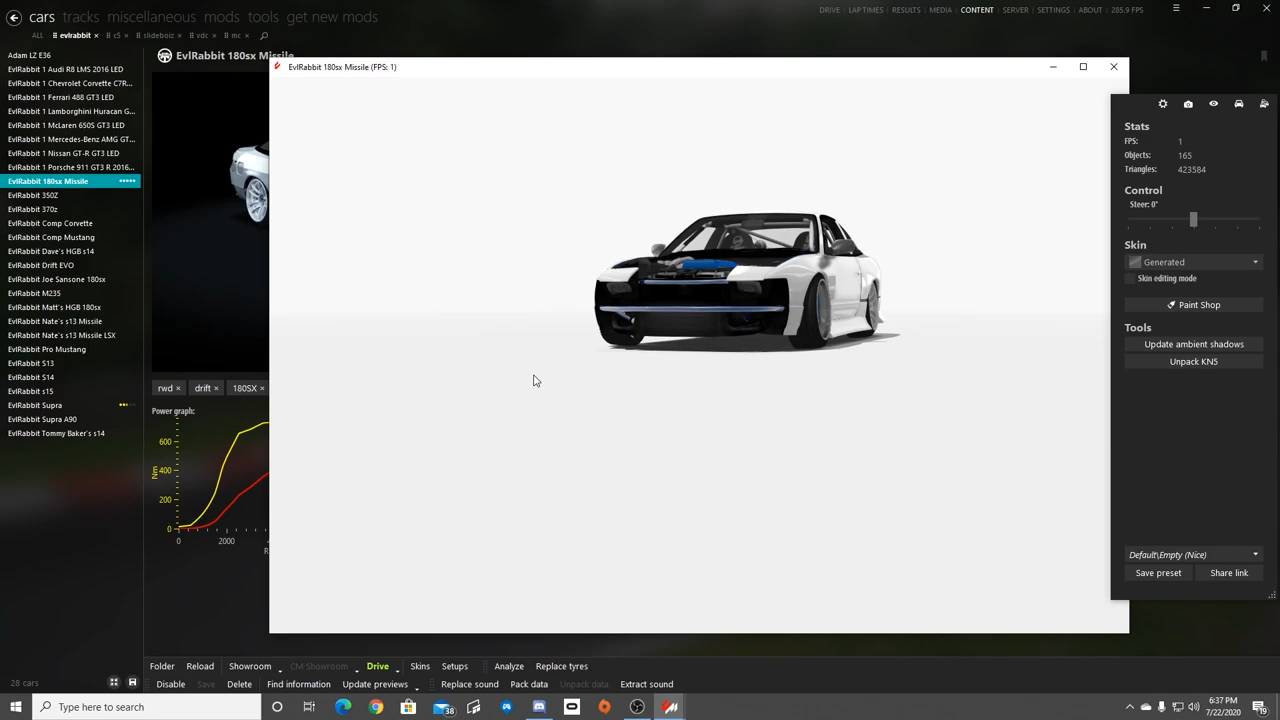 cars tracks miscellaneous mods tools get new mods
DRIVE LAP TIMES RESULTS MEDIA CONTENT SERVER SETTINGS ABOUT 285.9 FPS
ALL evlrabbit × c5 × slideboiz × vdc × mc ×
Adam LZ E36
EvlRabbit 1 Audi R8 LMS 2016 LED
EvlRabbit 1 Chevrolet Corvette C7R...
EvlRabbit 1 Ferrari 488 GT3 LED
EvlRabbit 1 Lamborghini Huracan G...
EvlRabbit 1 McLaren 650S GT3 LED
EvlRabbit 1 Mercedes-Benz AMG GT...
EvlRabbit 1 Nissan GT-R GT3 LED
EvlRabbit 1 Porsche 911 GT3 R 2016...
EvlRabbit 180sx Missile
EvlRabbit 350Z
EvlRabbit 370z
EvlRabbit Comp Corvette
EvlRabbit Comp Mustang
EvlRabbit Dave's HGB s14
EvlRabbit Drift EVO
EvlRabbit Joe Sansone 180sx
EvlRabbit M235
EvlRabbit Matt's HGB 180sx
EvlRabbit Nate's s13 Missile
EvlRabbit Nate's s13 Missile LSX
EvlRabbit Pro Mustang
EvlRabbit S13
EvlRabbit S14
EvlRabbit s15
EvlRabbit Supra
EvlRabbit Supra A90
EvlRabbit Tommy Baker's s14
28 cars
EvlRabbit 180sx Missile
rwd × drift × 180SX ×
Power graph:
Nm
600
400
200
0
0 2000
R
EvlRabbit 180sx Missile (FPS: 1)
Stats
FPS: 1
Objects: 165
Triangles: 423584
Control
Steer: 0°
Skin
Generated
Skin editing mode
Paint Shop
Tools
Update ambient shadows
Unpack KN5
Default\Empty (Nice)
Save preset Share link
Folder Reload Showroom CM Showroom Drive Skins Setups Analyze Replace tyres
Disable Save Delete Find information Update previews Replace sound Pack data Unpack data Extract sound
Type here to search
38
6:37 PM
7/22/2020
12